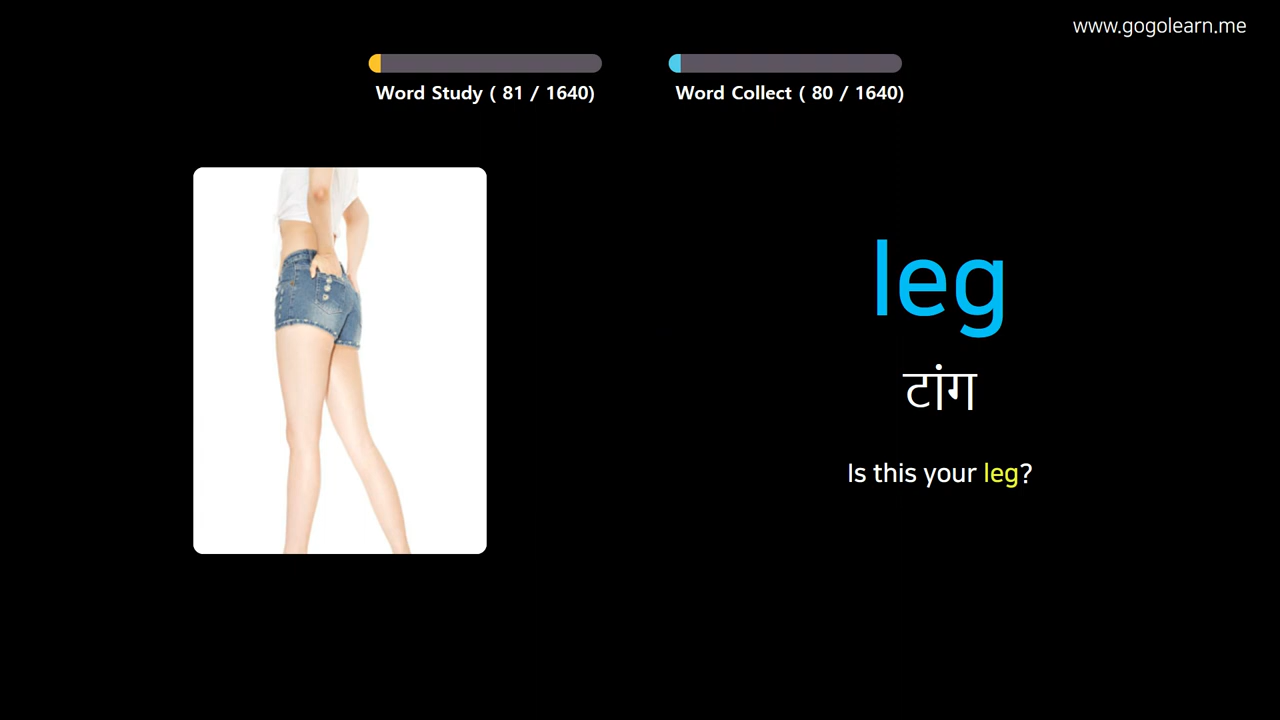 www.gogolearn.me
Word Study ( 81 / 1640)
Word Collect ( 80 / 1640)
leg
टांग
Is this your leg?